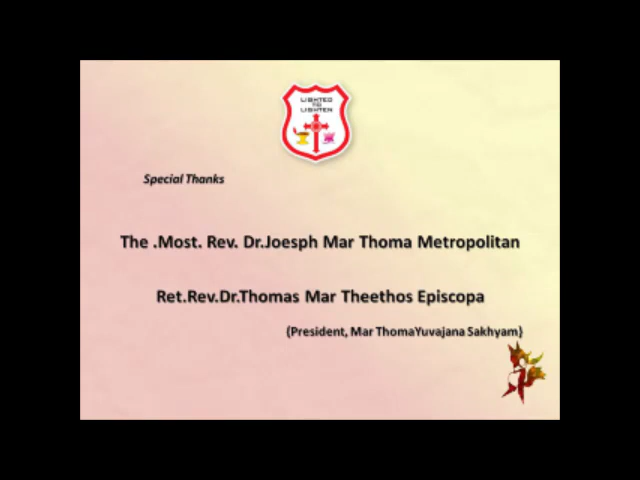 LIGHTED
TO
LIGHTEN
Special Thanks
The .Most. Rev. Dr.Joesph Mar Thoma Metropolitan
Ret.Rev.Dr.Thomas Mar Theethos Episcopa
(President, Mar ThomaYuvajana Sakhyam)